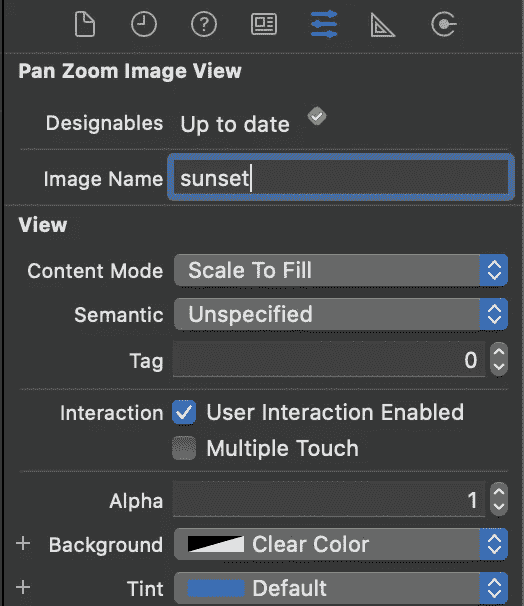 Pan Zoom Image View
Designables Up to date
Image Name sunset
View
Content Mode Scale To Fill
Semantic Unspecified
Tag 0
Interaction User Interaction Enabled
Multiple Touch
Alpha 1
+ Background Clear Color
+ Tint Default